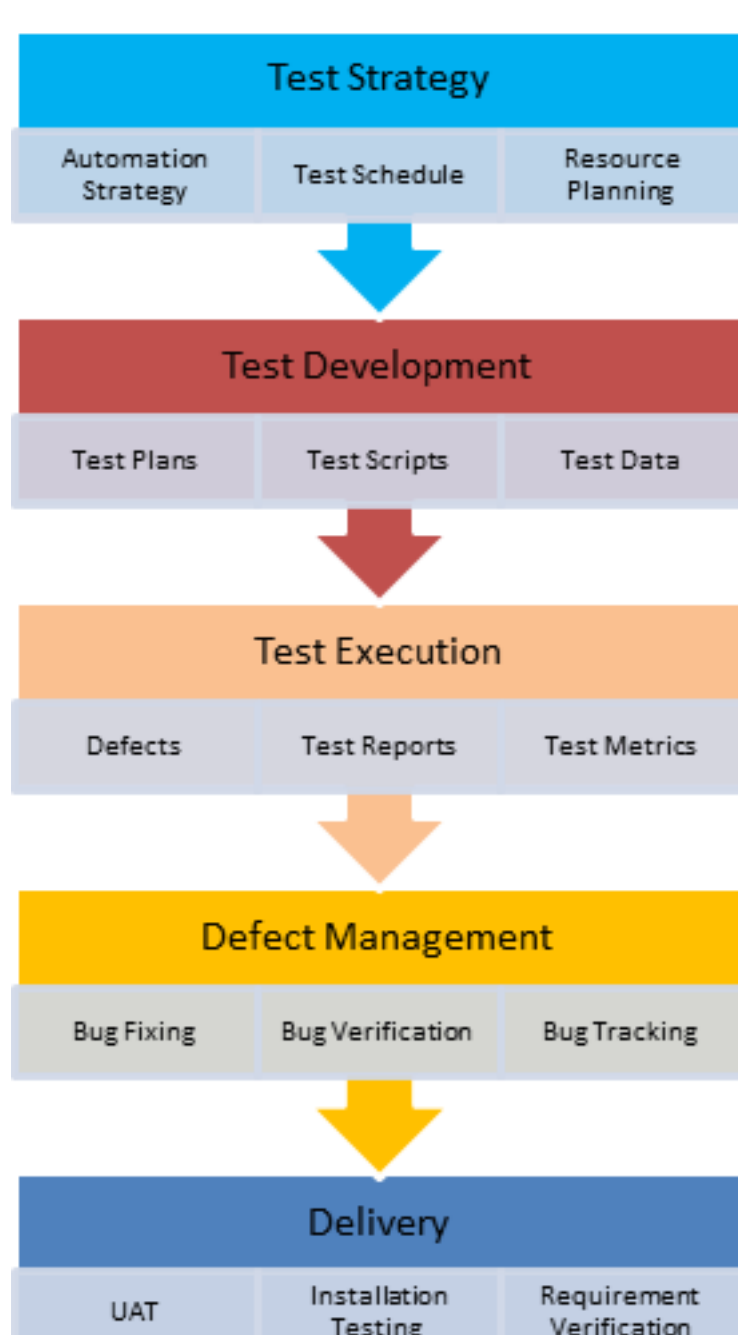 Test Strategy
Automation
Strategy
Test Schedule
Resource
Planning
Test Development
Test Plans
Test Scripts
Test Data
Test Execution
Defects
Test Reports
Test Metrics
Defect Management
Bug Fixing
Bug Verification
Bug Tracking
Delivery
UAT
Installation
Testing
Requirement
Verification